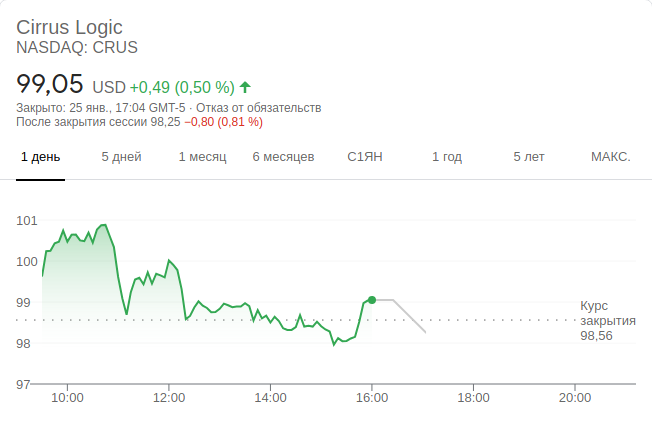 Cirrus Logic
NASDAQ: CRUS
99,05 USD +0,49 (0,50 %)
Закрыто: 25 янв., 17:04 GMT-5 · Отказ от обязательств
После закрытия сессии 98,25 −0,80 (0,81 %)
1 день 5 дней 1 месяц 6 месяцев С1ЯН 1 год 5 лет МАКС.
101
100
99
98
97
Курс
закрытия
98,56
10:00 12:00 14:00 16:00 18:00 20:00